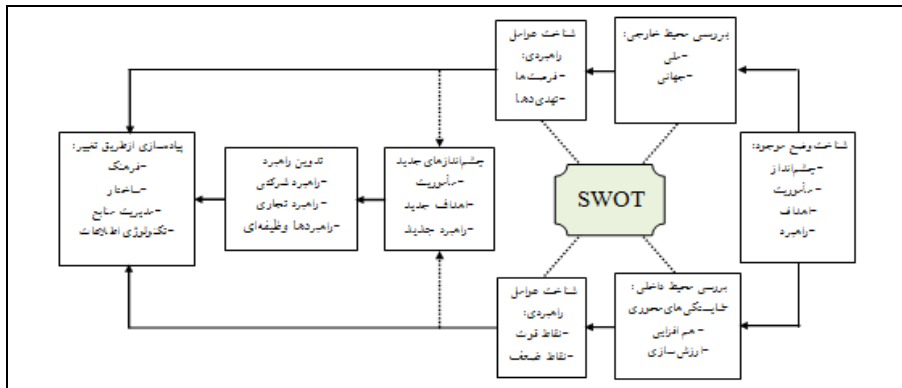 شناخت وضع موجود:
-چشم‌انداز
-مأموریت
-اهداف
-راهبرد
بررسی محیط خارجی:
-ملی
-جهانی
شناخت عوامل
راهبردی:
-فرصت‌ها
-تهدیدها
SWOT
بررسی محیط داخلی:
شایستگی‌های محوری
-هم افزایی
-ارزش سازی
شناخت عوامل
راهبردی:
-نقاط قوت
-نقاط ضعف
چشم‌اندازهای جدید
-مأموریت
-اهداف جدید
-راهبرد جدید
تدوین راهبرد
-راهبرد شرکتی
-راهبرد تجاری
-راهبردها وظیفه‌ای
پیاده‌سازی ازطریق تغییر:
-فرهنگ
-ساختار
-مدیریت منابع
-تکنولوژی اطلاعات